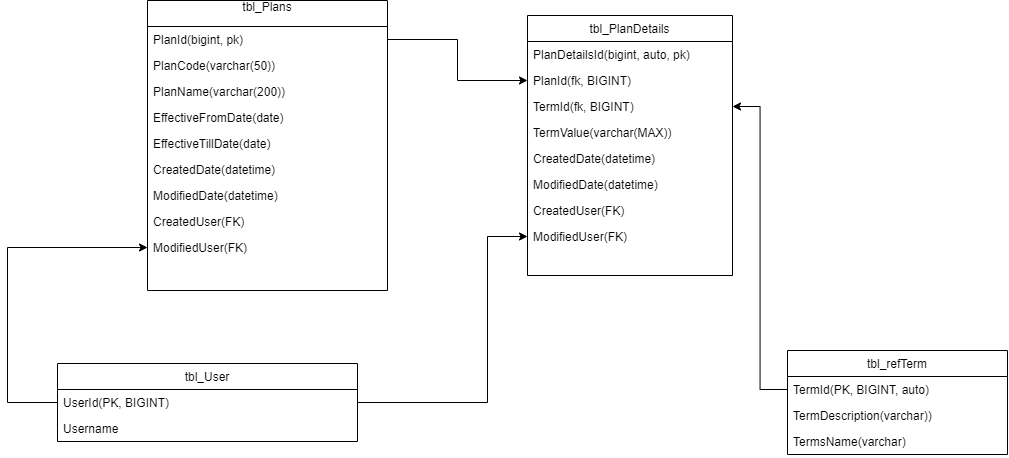 tbl_Plans
PlanId(bigint, pk)
PlanCode(varchar(50))
PlanName(varchar(200))
EffectiveFromDate(date)
EffectiveTillDate(date)
CreatedDate(datetime)
ModifiedDate(datetime)
CreatedUser(FK)
ModifiedUser(FK)
tbl_PlanDetails
PlanDetailsId(bigint, auto, pk)
PlanId(fk, BIGINT)
TermId(fk, BIGINT)
TermValue(varchar(MAX))
CreatedDate(datetime)
ModifiedDate(datetime)
CreatedUser(FK)
ModifiedUser(FK)
tbl_User
UserId(PK, BIGINT)
Username
tbl_refTerm
TermId(PK, BIGINT, auto)
TermDescription(varchar))
TermsName(varchar)